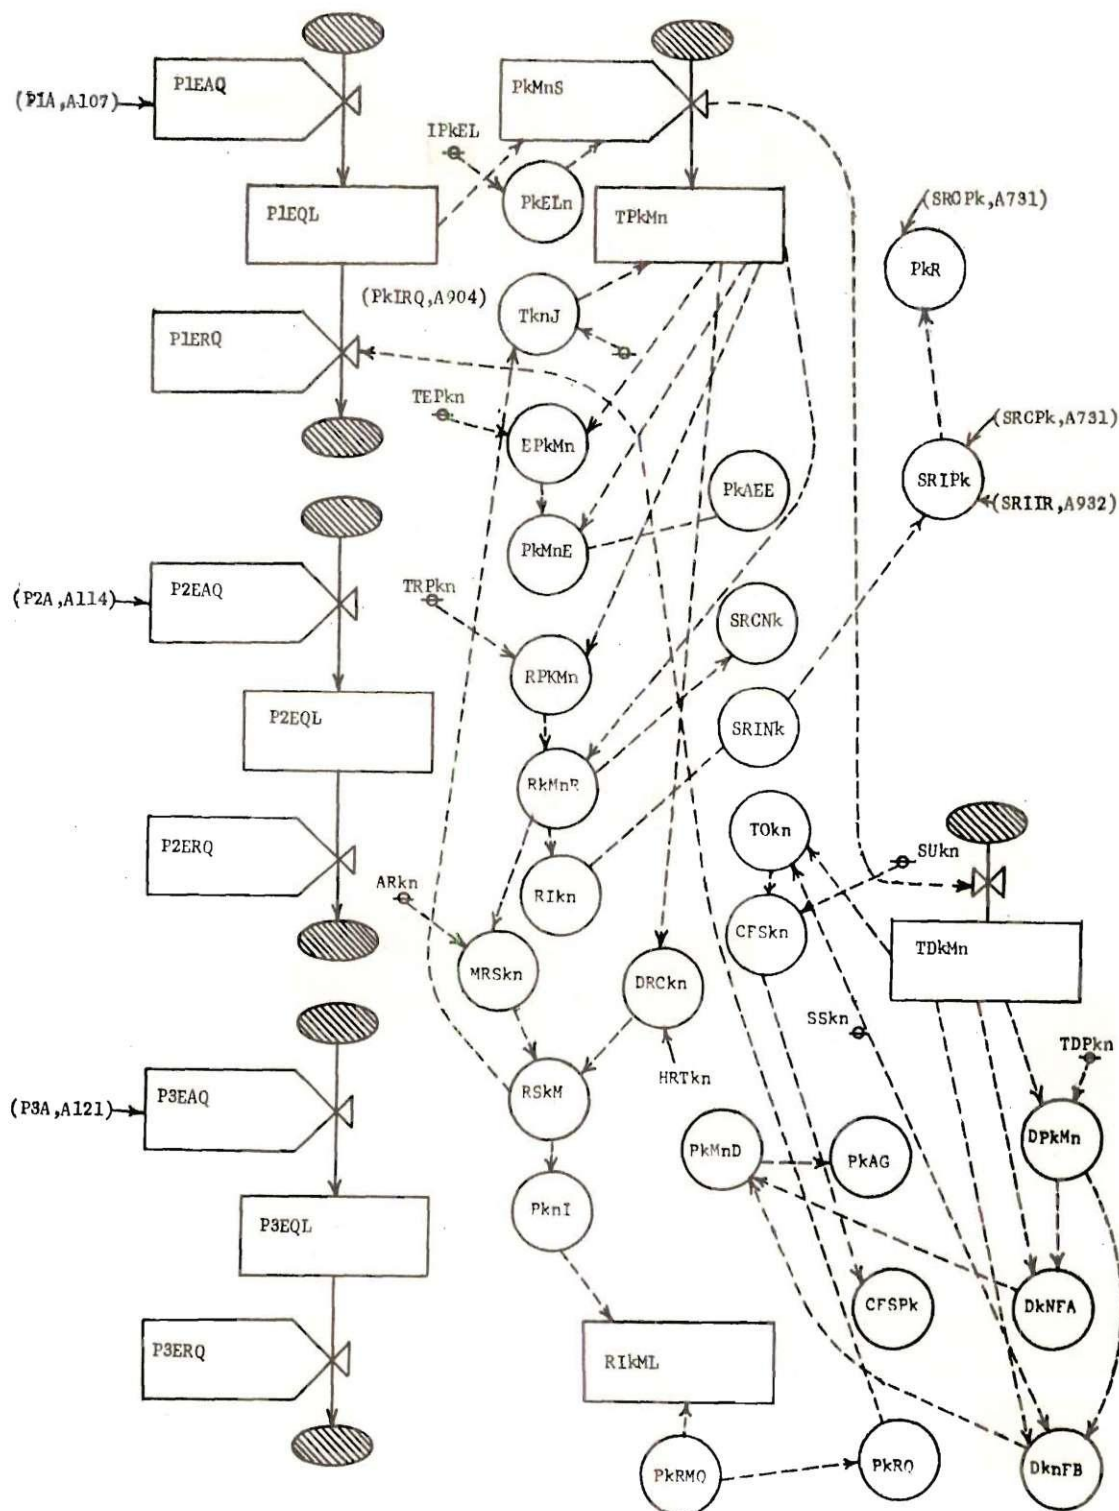 P1EAQ
(P1A,A107)
PkMnS
IPkEL
PkELn
P1EQL
TPkMn
(SROPk,A731)
PkR
(PkIRQ,A904)
TknJ
P1ERQ
TEPkn
EPkMn
(SRCPk,A731)
PkAEE
SRIPk
(SRIIR,A932)
PkMnE
P2EAQ
(P2A,A114)
TRPkn
SRCNk
RPKMn
P2EQL
SRINk
RkMnR
TOkn
P2ERQ
SUkn
ARkn
RIkn
CFSkn
TDkMn
MRSkn
DRCkn
SSkn
TDPkn
HRTkn
P3EAQ
(P3A,A121)
RSkM
DPkMn
PkMnD
PkAG
PknI
P3EQL
CFSPk
DkNFA
P3ERQ
RIkML
PkRMQ
PkRQ
DknFB